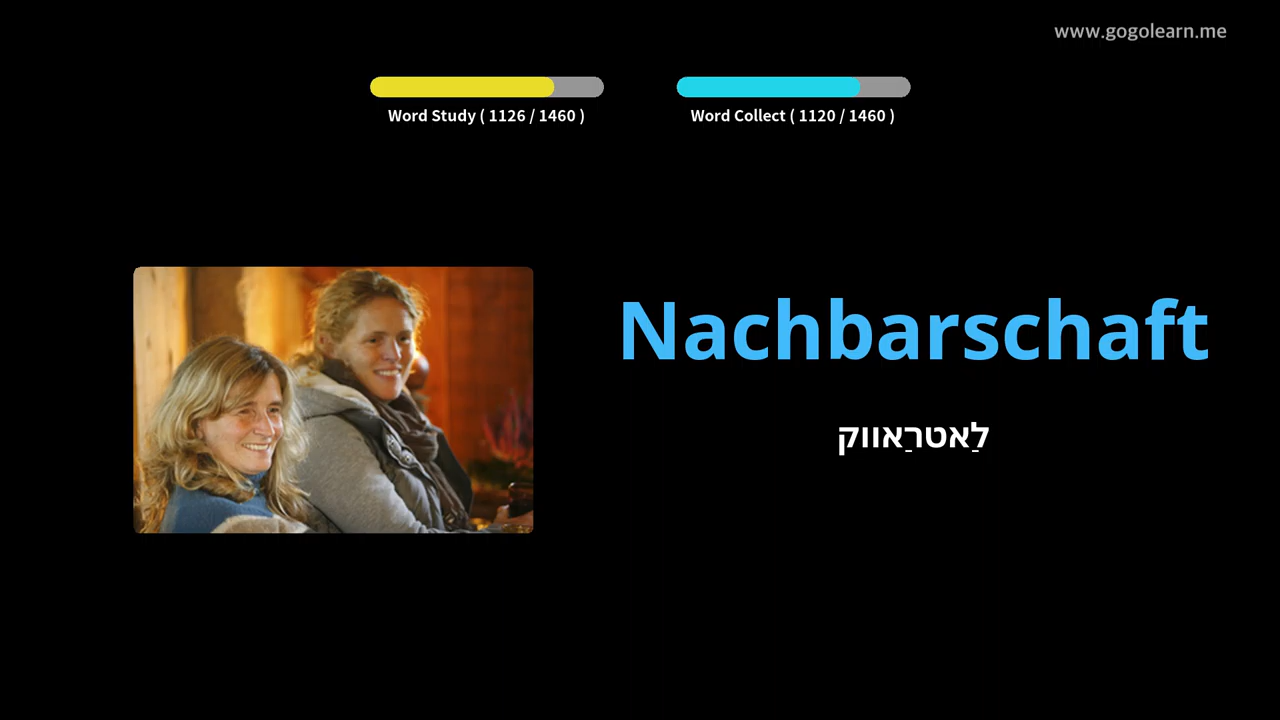 www.gogolearn.me
Word Study ( 1126 / 1460 )
Word Collect ( 1120 / 1460 )
Nachbarschaft
לַאטרַאווק